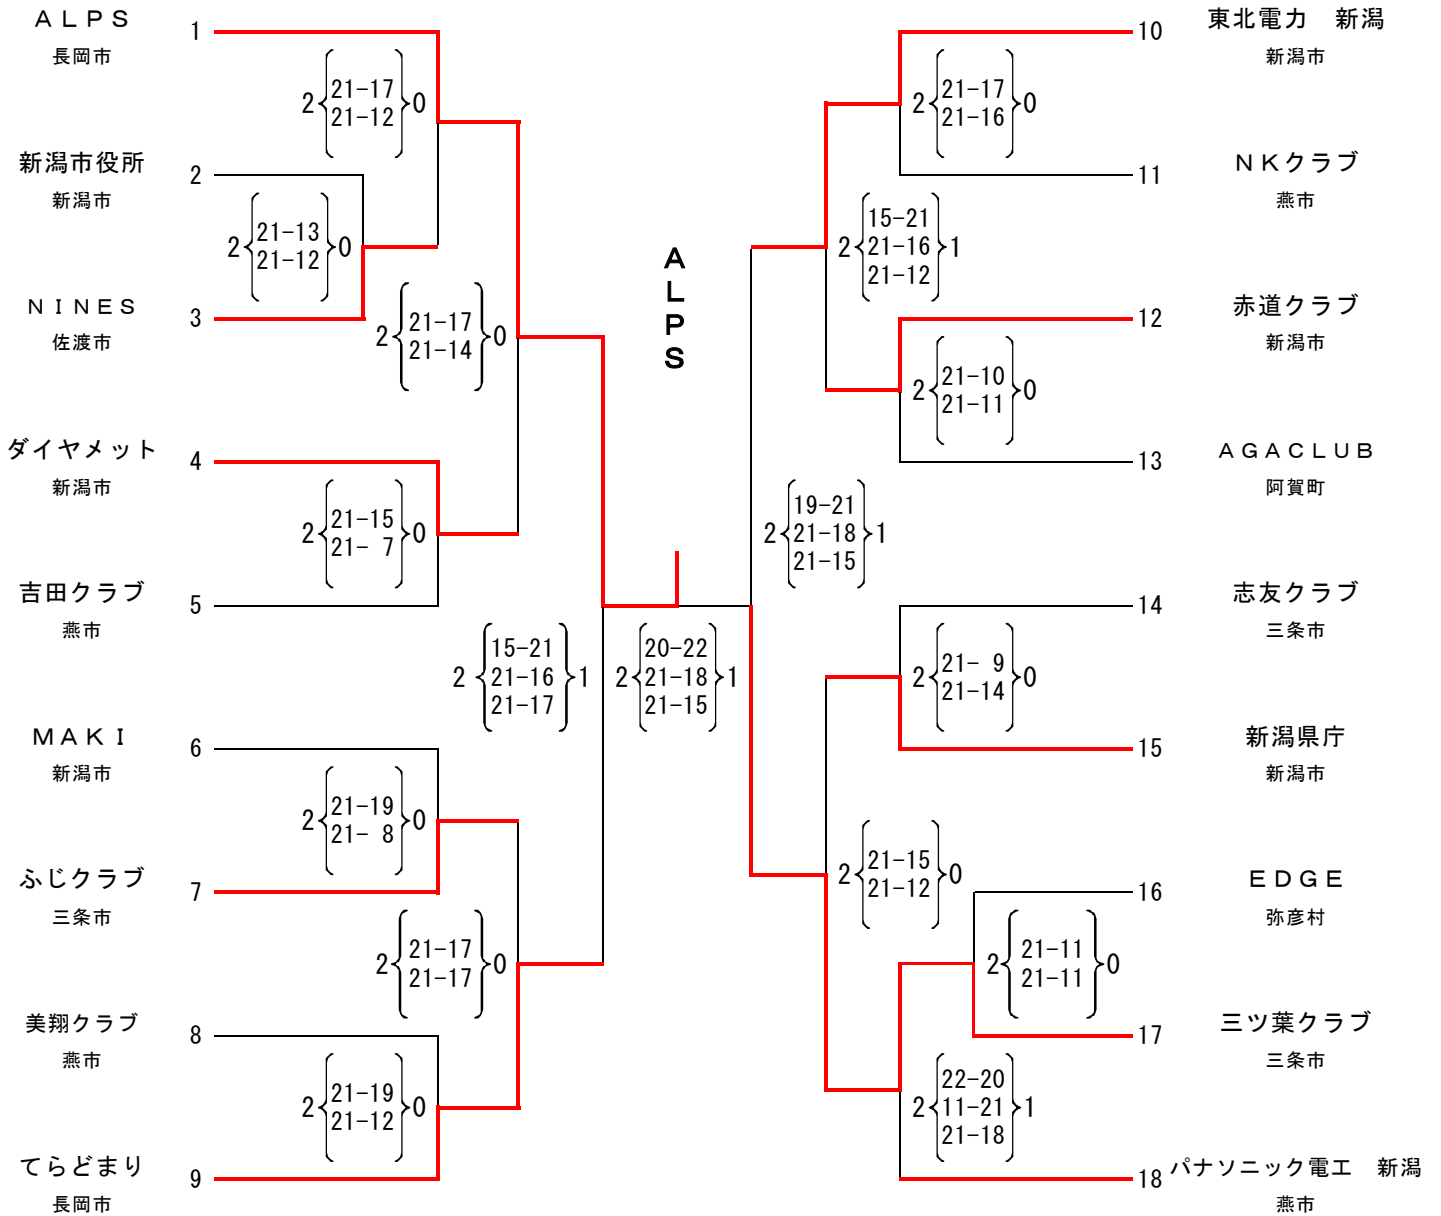 ＡＬＰＳ
長岡市
1
2 21-17 0
21-12
新潟市役所
新潟市
2
2 21-13 0
21-12
ＮＩＮＥＳ
佐渡市
3
2 21-17 0
21-14
ダイヤメット
新潟市
4
2 21-15 0
21- 7
吉田クラブ
燕市
5
15-21
2 21-16 1
21-17
ＭＡＫＩ
新潟市
6
2 21-19 0
21- 8
ふじクラブ
三条市
7
2 21-17 0
21-17
美翔クラブ
燕市
8
2 21-19 0
21-12
てらどまり
長岡市
9
Ａ
Ｌ
Ｐ
Ｓ
20-22
2 21-18 1
21-15
10
東北電力　新潟
新潟市
2 21-17 0
21-16
11
ＮＫクラブ
燕市
15-21
2 21-16 1
21-12
12
赤道クラブ
新潟市
2 21-10 0
21-11
13
ＡＧＡＣＬＵＢ
阿賀町
19-21
2 21-18 1
21-15
14
志友クラブ
三条市
2 21- 9 0
21-14
15
新潟県庁
新潟市
2 21-15 0
21-12
16
ＥＤＧＥ
弥彦村
2 21-11 0
21-11
17
三ツ葉クラブ
三条市
22-20
2 11-21 1
21-18
18
パナソニック電工　新潟
燕市